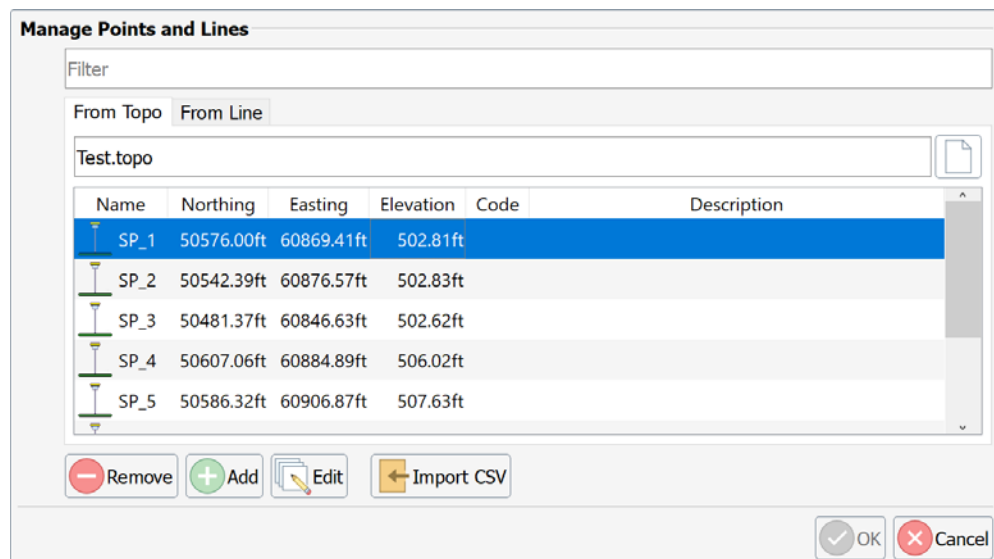 Manage Points and Lines
Filter
From Topo From Line
Test.topo
Name Northing Easting Elevation Code Description
SP_1 50576.00ft 60869.41ft 502.81ft
SP_2 50542.39ft 60876.57ft 502.83ft
SP_3 50481.37ft 60846.63ft 502.62ft
SP_4 50607.06ft 60884.89ft 506.02ft
SP_5 50586.32ft 60906.87ft 507.63ft
Remove Add Edit Import CSV
OK Cancel